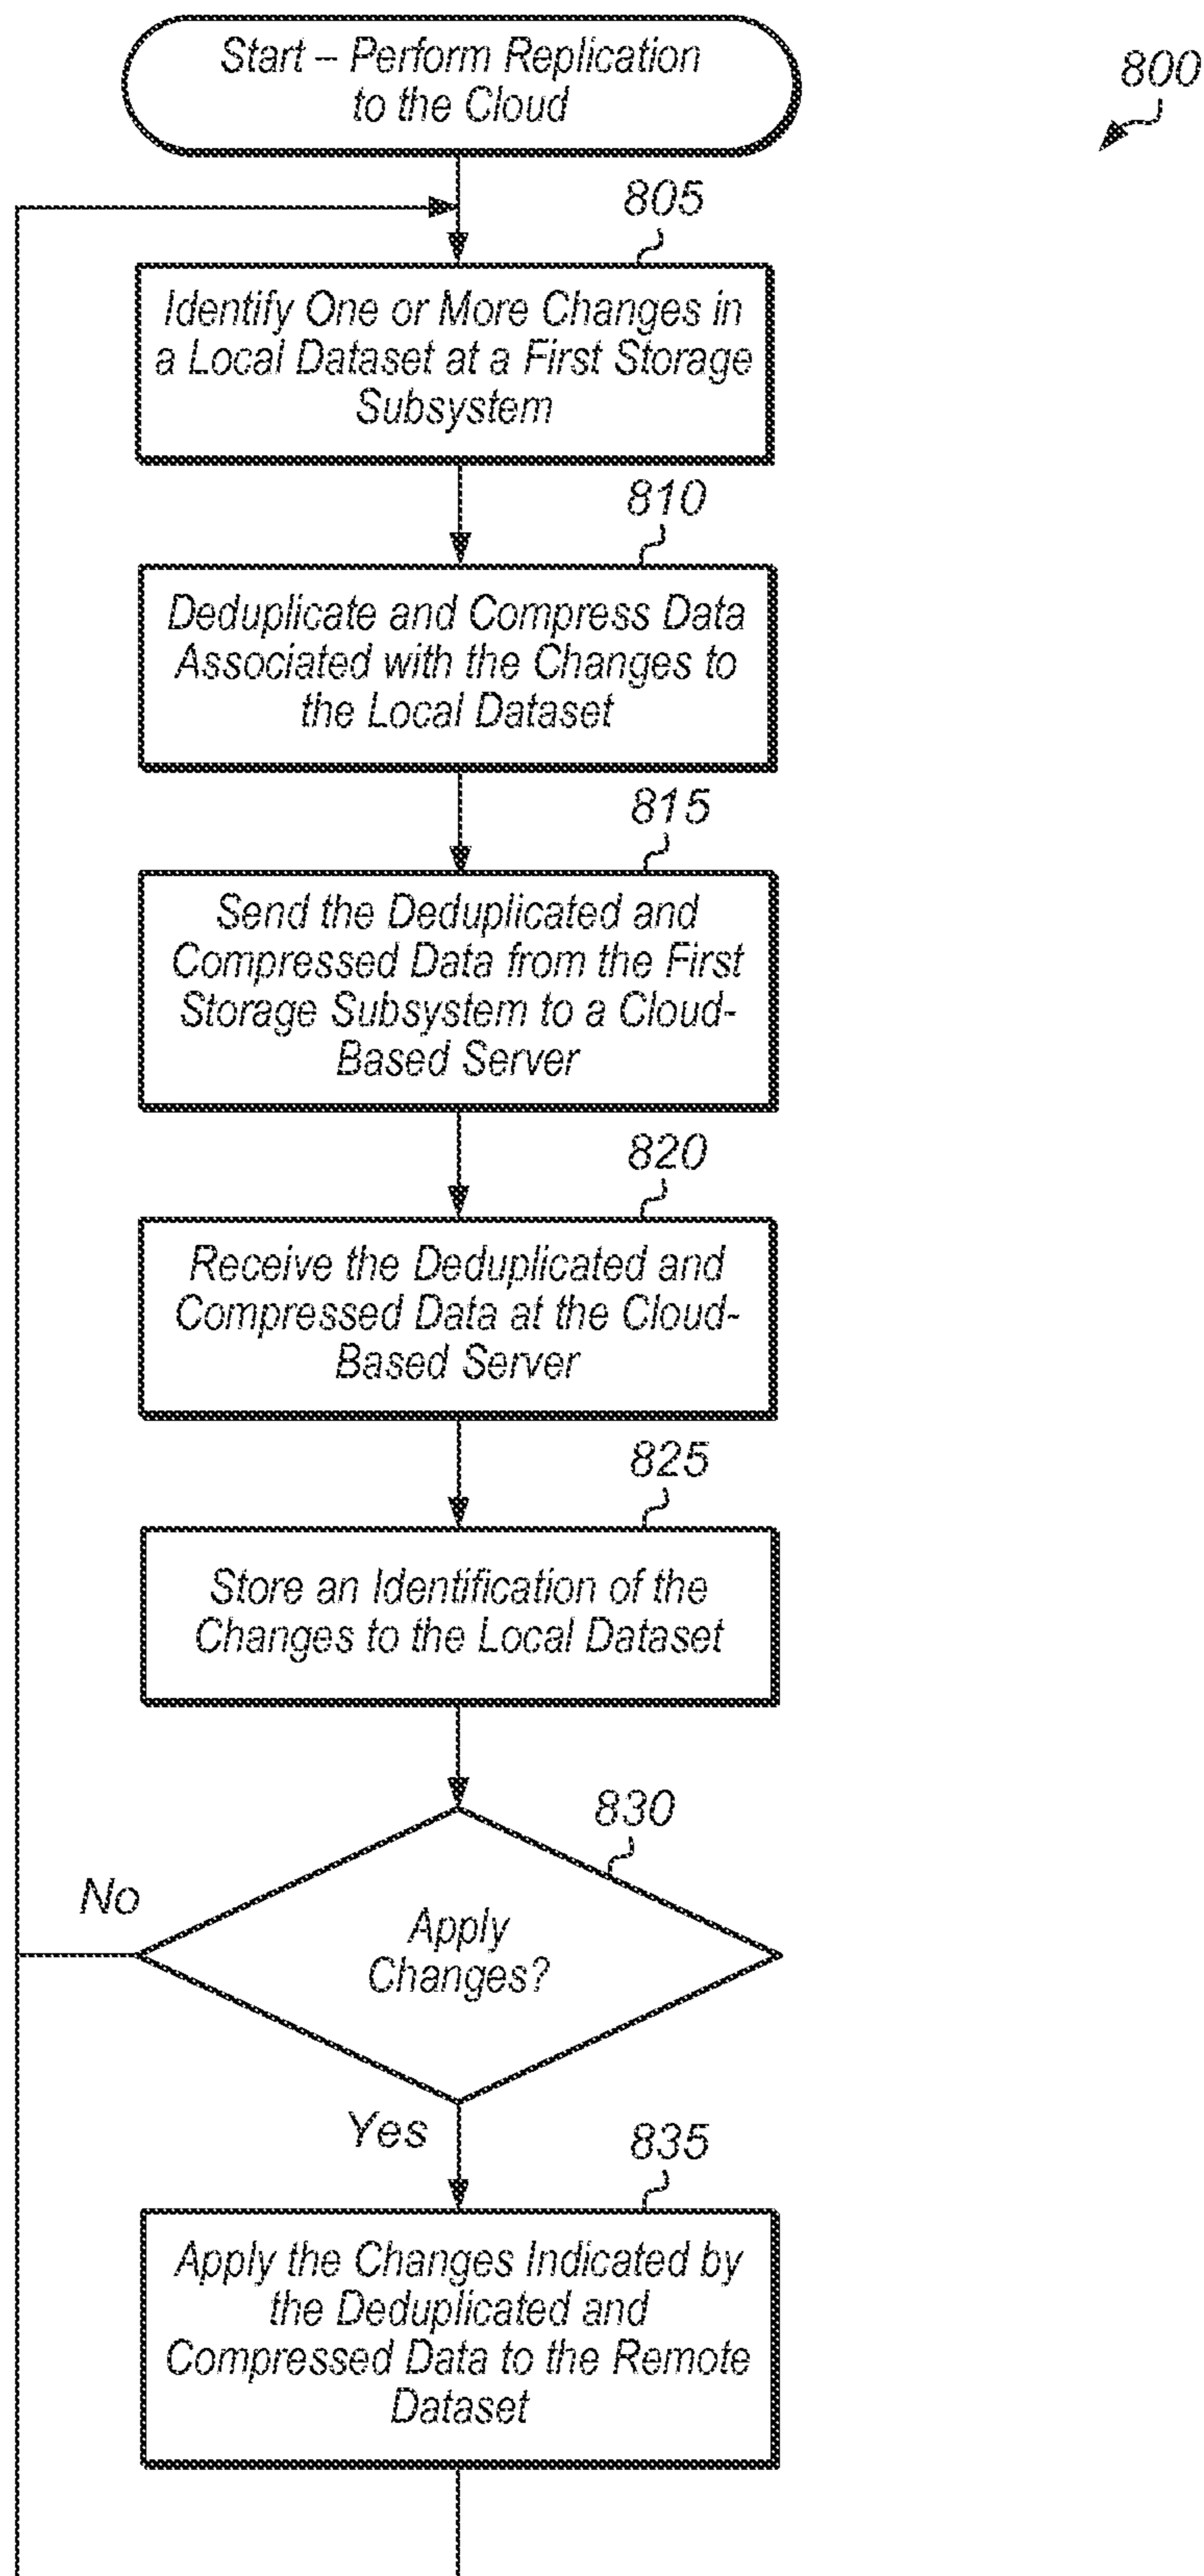 Start – Perform Replication
to the Cloud
800
805
Identify One or More Changes in
a Local Dataset at a First Storage
Subsystem
810
Deduplicate and Compress Data
Associated with the Changes to
the Local Dataset
815
Send the Deduplicated and
Compressed Data from the First
Storage Subsystem to a Cloud-
Based Server
820
Receive the Deduplicated and
Compressed Data at the Cloud-
Based Server
825
Store an Identification of the
Changes to the Local Dataset
830
No
Apply
Changes?
Yes
835
Apply the Changes Indicated by
the Deduplicated and
Compressed Data to the Remote
Dataset